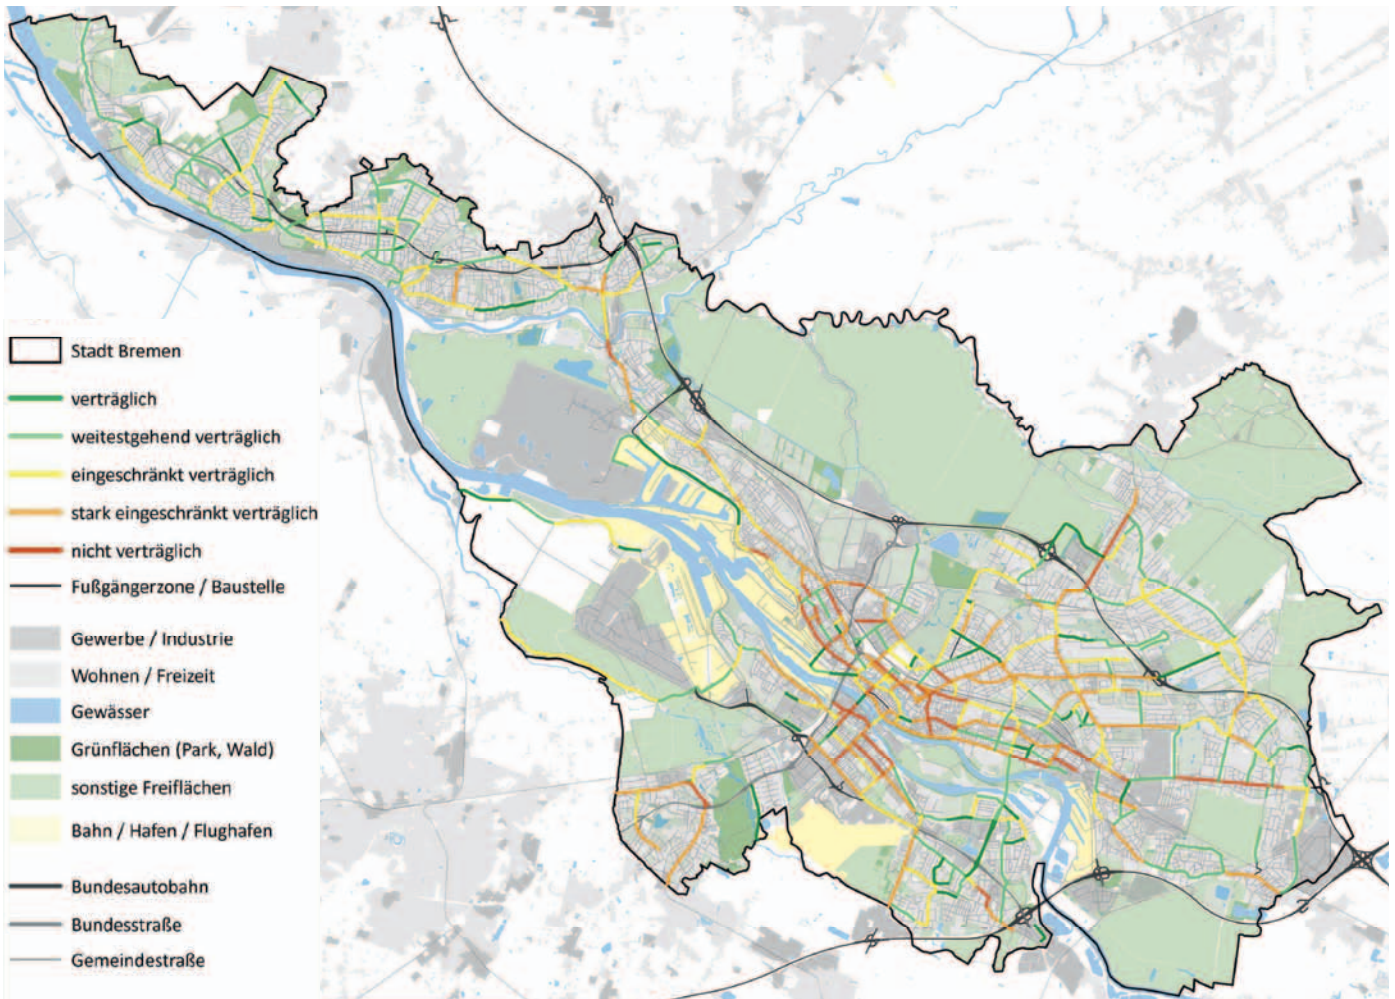 Stadt Bremen
verträglich
weitestgehend verträglich
eingeschränkt verträglich
stark eingeschränkt verträglich
nicht verträglich
Fußgängerzone / Baustelle
Gewerbe / Industrie
Wohnen / Freizeit
Gewässer
Grünflächen (Park, Wald)
sonstige Freiflächen
Bahn / Hafen / Flughafen
Bundesautobahn
Bundesstraße
Gemeindestraße